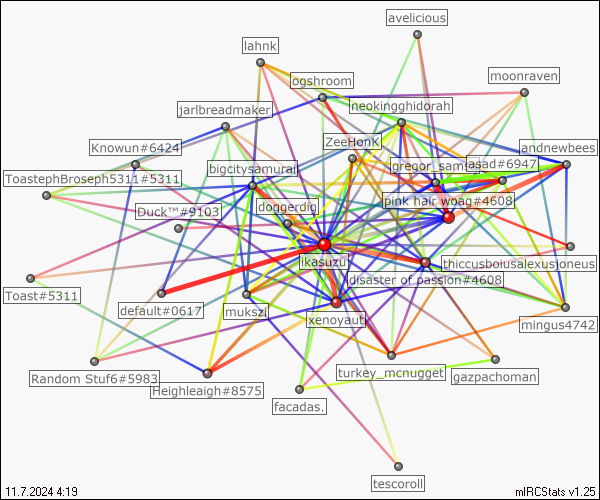 avelicious
lahnk
ogshroom
moonraven
jarlbreadmaker
neokingghidorah
ZeeHonk
Knowun#6424
andnewbees
bigcitysamurai
asad#6947
ToastephBroseph5311#5311
doggerdig
pink hair woag#4608
Duck™#9103
ikasuzu
thiccusboiusalexusjoneus
disaster of passion#4608
Toast#5311
default#0617
mukszi
xenoyaut
mingus4742
turkey_mcnugget
Random Stuf6#5983
Heighleaigh#8575
gazpachoman
facadas.
tescoroll
11.7.2024 4:19
mIRCStats v1.25